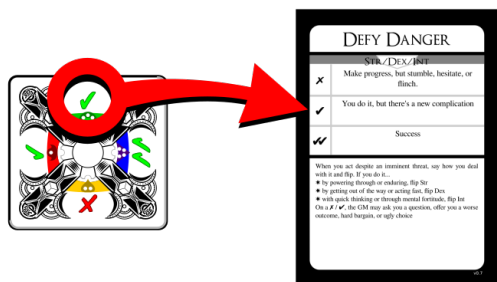 DEFY DANGER
STR/DEX/INT
✗ Make progress, but stumble, hesitate, or
flinch.
✔ You do it, but there's a new complication
✔✔ Success
When you act despite an imminent threat, say how you deal
with it and flip. If you do it...
✷ by powering through or enduring, flip Str
✷ by getting out of the way or acting fast, flip Dex
✷ with quick thinking or through mental fortitude, flip Int
On a ✗ / ✔, the GM may ask you a question, offer you a worse
outcome, hard bargain, or ugly choice
v0.7